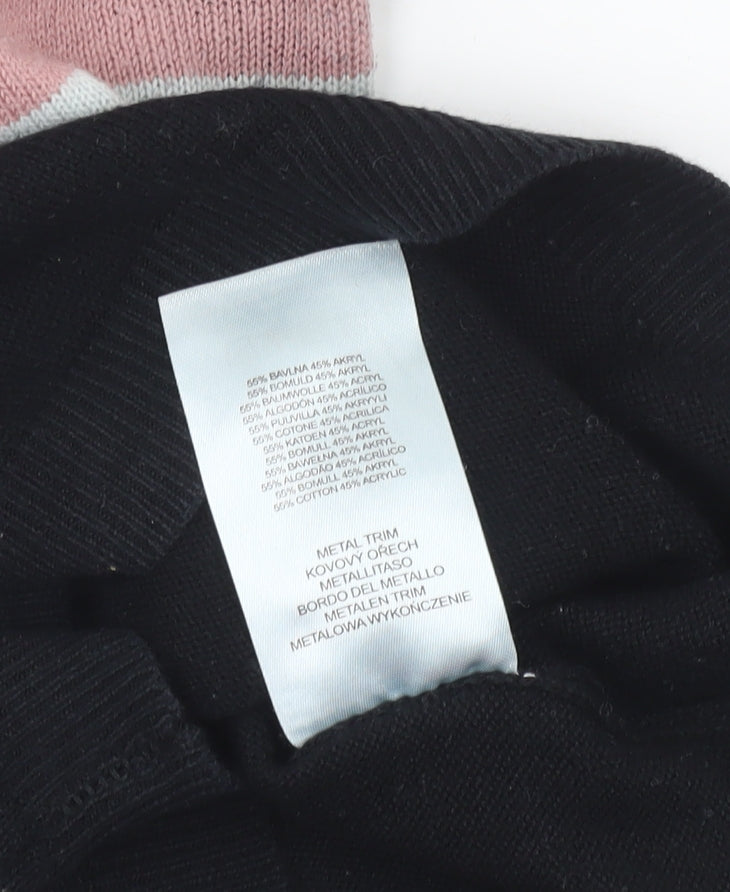 55% BAVLNA 45% AKRYL
55% BOMULD 45% AKRYL
55% BAUMWOLLE 45% ACRYL
55% ALGODÓN 45% ACRÍLICO
55% PUUVILLA 45% AKRYYLI
55% COTONE 45% ACRILICA
55% KATOEN 45% ACRYL
55% BOMULL 45% AKRYL
55% BAWEŁNA 45% AKRYL
55% ALGODÃO 45% ACRÍLICO
55% BOMULL 45% AKRYL
55% COTTON 45% ACRYLIC
METAL TRIM
KOVOVÝ OŘECH
METALLITASO
BORDO DEL METALLO
METALEN TRIM
METALOWA WYKOŃCZENIE